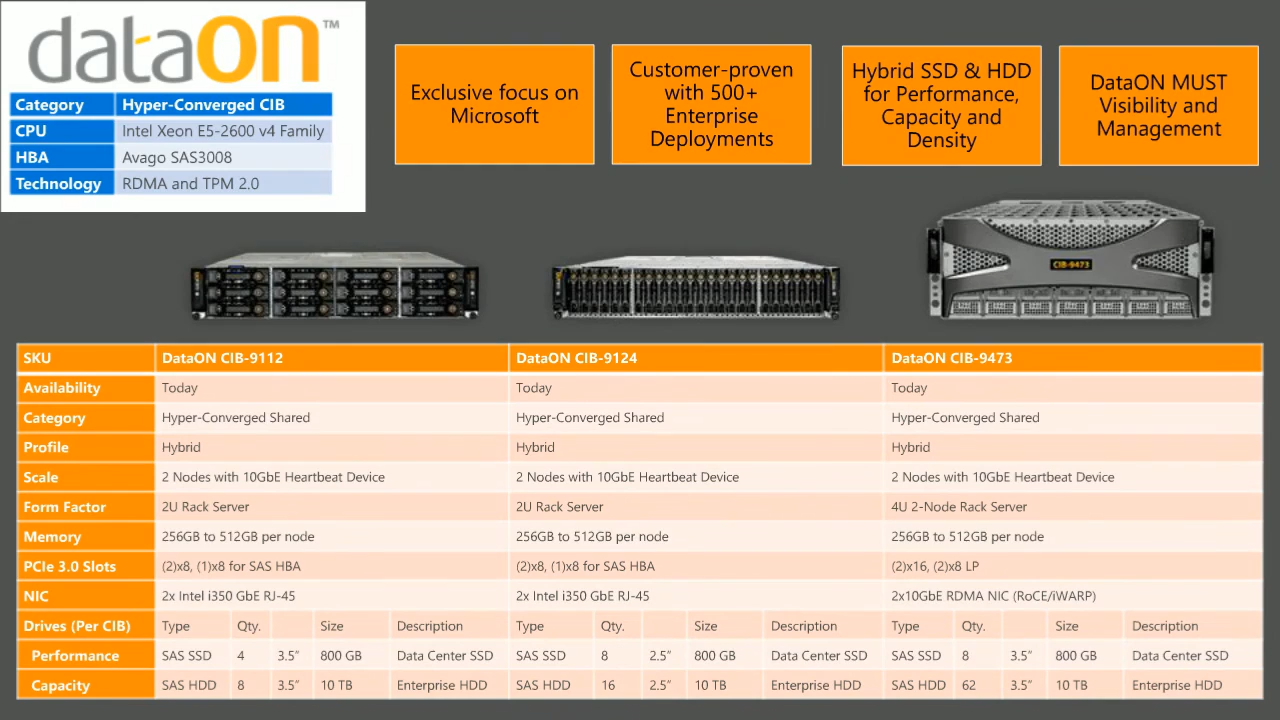 dataON™
Category Hyper-Converged CIB
CPU Intel Xeon E5-2600 v4 Family
HBA Avago SAS3008
Technology RDMA and TPM 2.0
Exclusive focus on
Microsoft
Customer-proven
with 500+
Enterprise
Deployments
Hybrid SSD & HDD
for Performance,
Capacity and
Density
DataON MUST
Visibility and
Management
CIB-9473
SKU DataON CIB-9112 DataON CIB-9124 DataON CIB-9473
Availability Today Today Today
Category Hyper-Converged Shared Hyper-Converged Shared Hyper-Converged Shared
Profile Hybrid Hybrid Hybrid
Scale 2 Nodes with 10GbE Heartbeat Device 2 Nodes with 10GbE Heartbeat Device 2 Nodes with 10GbE Heartbeat Device
Form Factor 2U Rack Server 2U Rack Server 4U 2-Node Rack Server
Memory 256GB to 512GB per node 256GB to 512GB per node 256GB to 512GB per node
PCIe 3.0 Slots (2)x8, (1)x8 for SAS HBA (2)x8, (1)x8 for SAS HBA (2)x16, (2)x8 LP
NIC 2x Intel i350 GbE RJ-45 2x Intel i350 GbE RJ-45 2x10GbE RDMA NIC (RoCE/iWARP)
Drives (Per CIB) Type Qty. Size Description Type Qty. Size Description Type Qty. Size Description
Performance SAS SSD 4 3.5″ 800 GB Data Center SSD SAS SSD 8 2.5″ 800 GB Data Center SSD SAS SSD 8 3.5″ 800 GB Data Center SSD
Capacity SAS HDD 8 3.5″ 10 TB Enterprise HDD SAS HDD 16 2.5″ 10 TB Enterprise HDD SAS HDD 62 3.5″ 10 TB Enterprise HDD